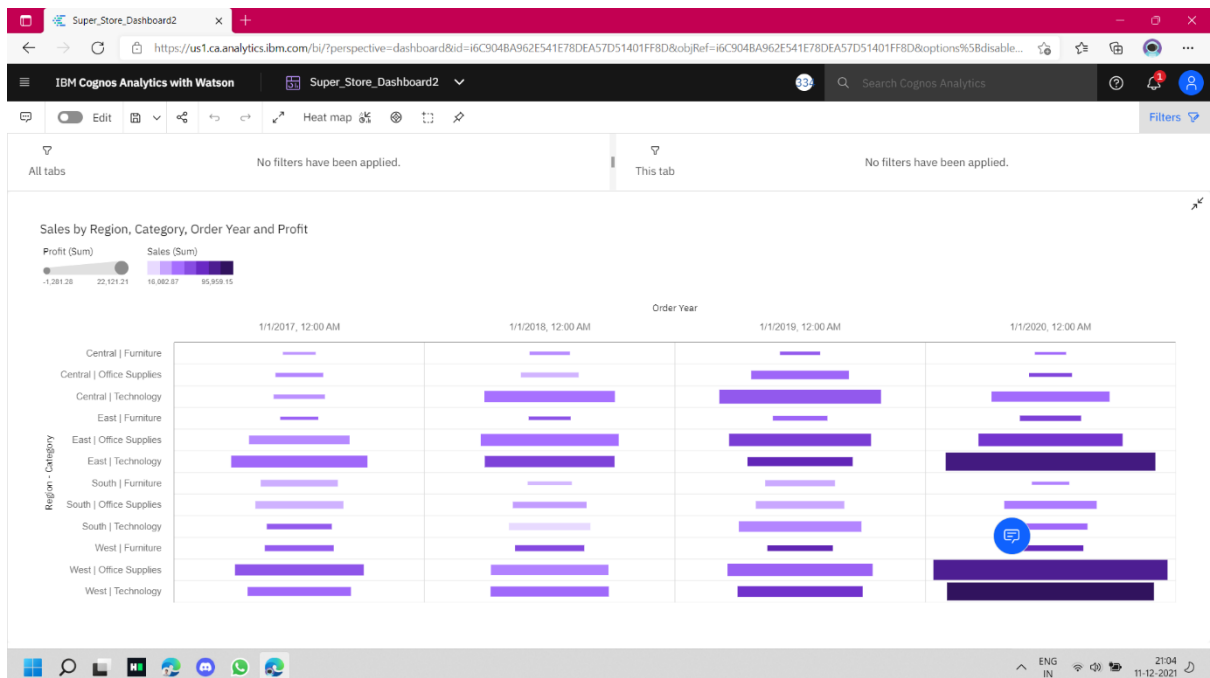 Super_Store_Dashboard2
https://us1.ca.analytics.ibm.com/bi/?perspective=dashboard&id=i6C904BA962E541E78DEA57D51401FF8D&objRef=i6C904BA962E541E78DEA57D51401FF8D&options%5Bdisable...
IBM Cognos Analytics with Watson Super_Store_Dashboard2 334 Search Cognos Analytics
Edit Heat map Filters
All tabs No filters have been applied. This tab No filters have been applied.
Sales by Region, Category, Order Year and Profit
Profit (Sum) Sales (Sum)
-1,281.28 22,121.21 16,082.87 95,959.15
Order Year
1/1/2017, 12:00 AM 1/1/2018, 12:00 AM 1/1/2019, 12:00 AM 1/1/2020, 12:00 AM
Region - Category
Central | Furniture
Central | Office Supplies
Central | Technology
East | Furniture
East | Office Supplies
East | Technology
South | Furniture
South | Office Supplies
South | Technology
West | Furniture
West | Office Supplies
West | Technology
ENG 21:04
IN 11-12-2021